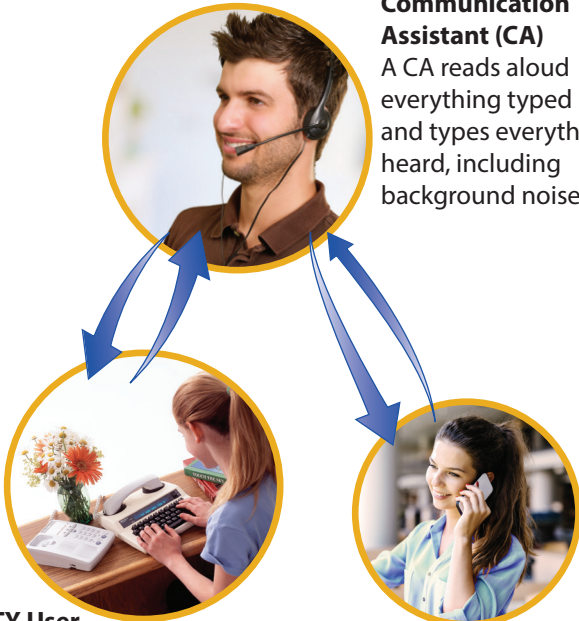 Communication
Assistant (CA)
A CA reads aloud
everything typed
and types everyth
heard, including
background noise
TY User